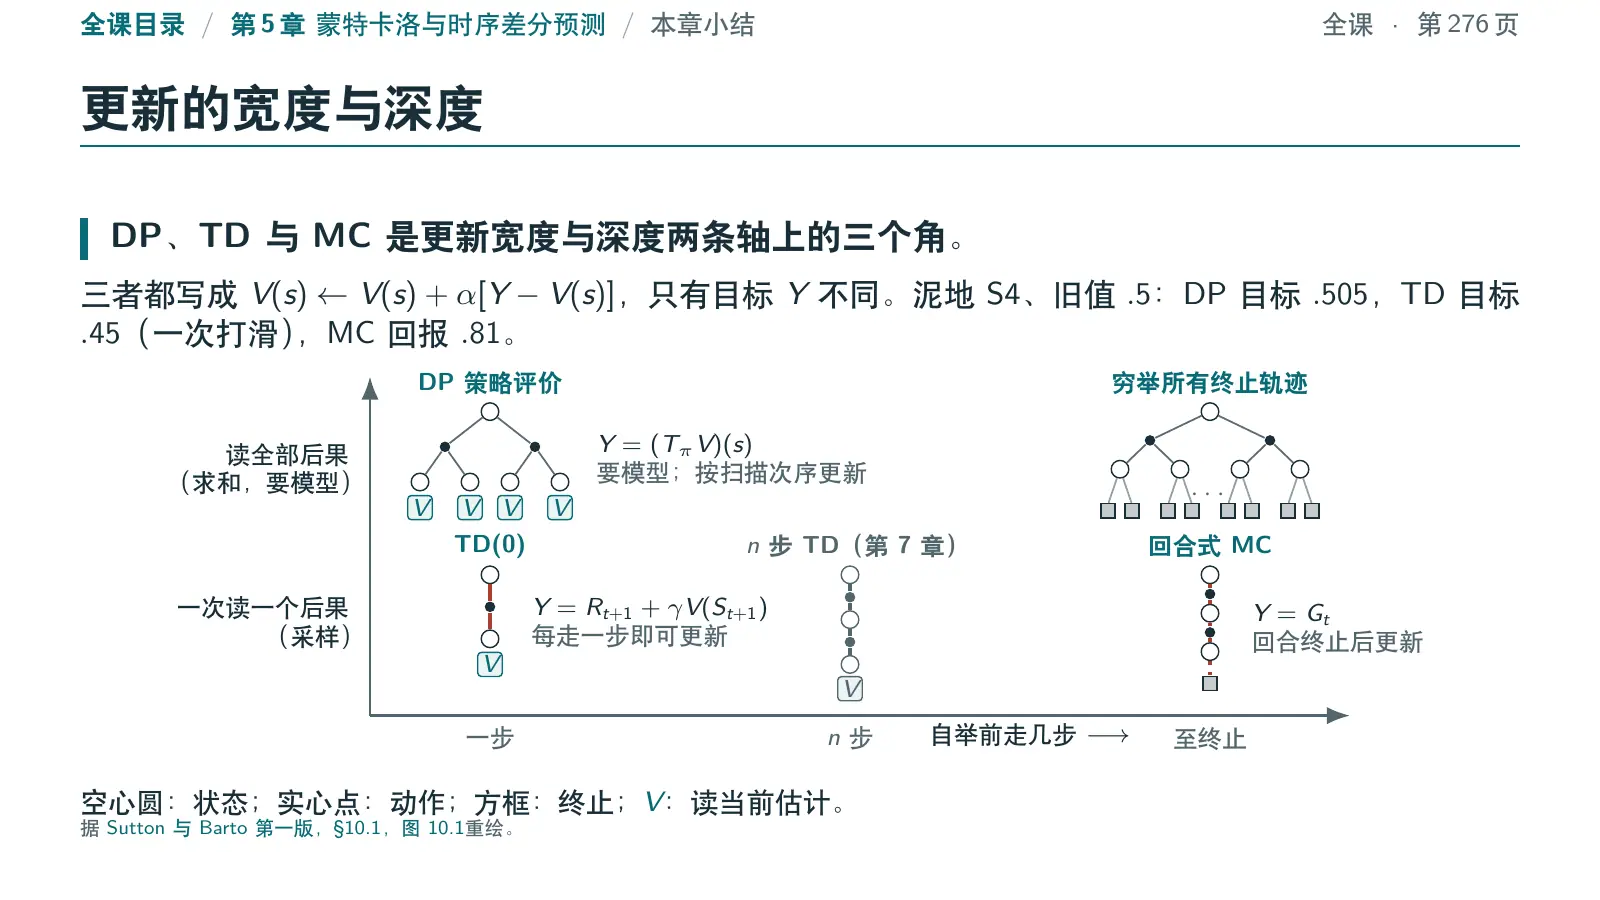 全课目录 / 第 5 章 蒙特卡洛与时序差分预测 / 本章小结
全课 · 第 276 页
更新的宽度与深度
DP、TD 与 MC 是更新宽度与深度两条轴上的三个角。
三者都写成 V(s) ← V(s) + α[Y − V(s)]，只有目标 Y 不同。泥地 S4、旧值 .5：DP 目标 .505，TD 目标
.45（一次打滑），MC 回报 .81。
DP 策略评价
穷举所有终止轨迹
读全部后果
（求和，要模型）
Y = (T_π V)(s)
要模型；按扫描次序更新
V V V V
· · ·
TD(0)
n 步 TD（第 7 章）
回合式 MC
一次读一个后果
（采样）
Y = R_{t+1} + γV(S_{t+1})
每走一步即可更新
Y = G_t
回合终止后更新
V
V
一步
n 步
自举前走几步 ⟶
至终止
空心圆：状态；实心点：动作；方框：终止；V：读当前估计。
据 Sutton 与 Barto 第一版，§10.1，图 10.1重绘。